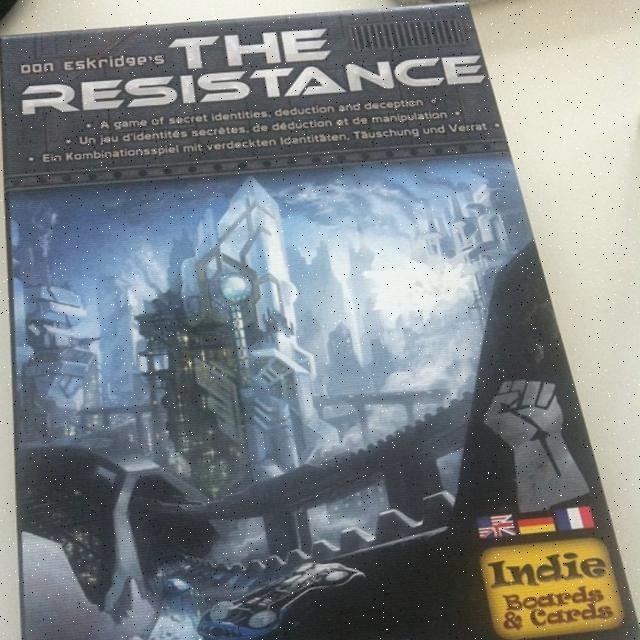 Don Eskridge's THE
RESISTANCE
• A game of secret identities, deduction and deception •
• Un jeu d'identités secrètes, de déduction et de manipulation •
• Ein Kombinationsspiel mit verdeckten Identitäten, Täuschung und Verrat •
Indie
Boards
& Cards